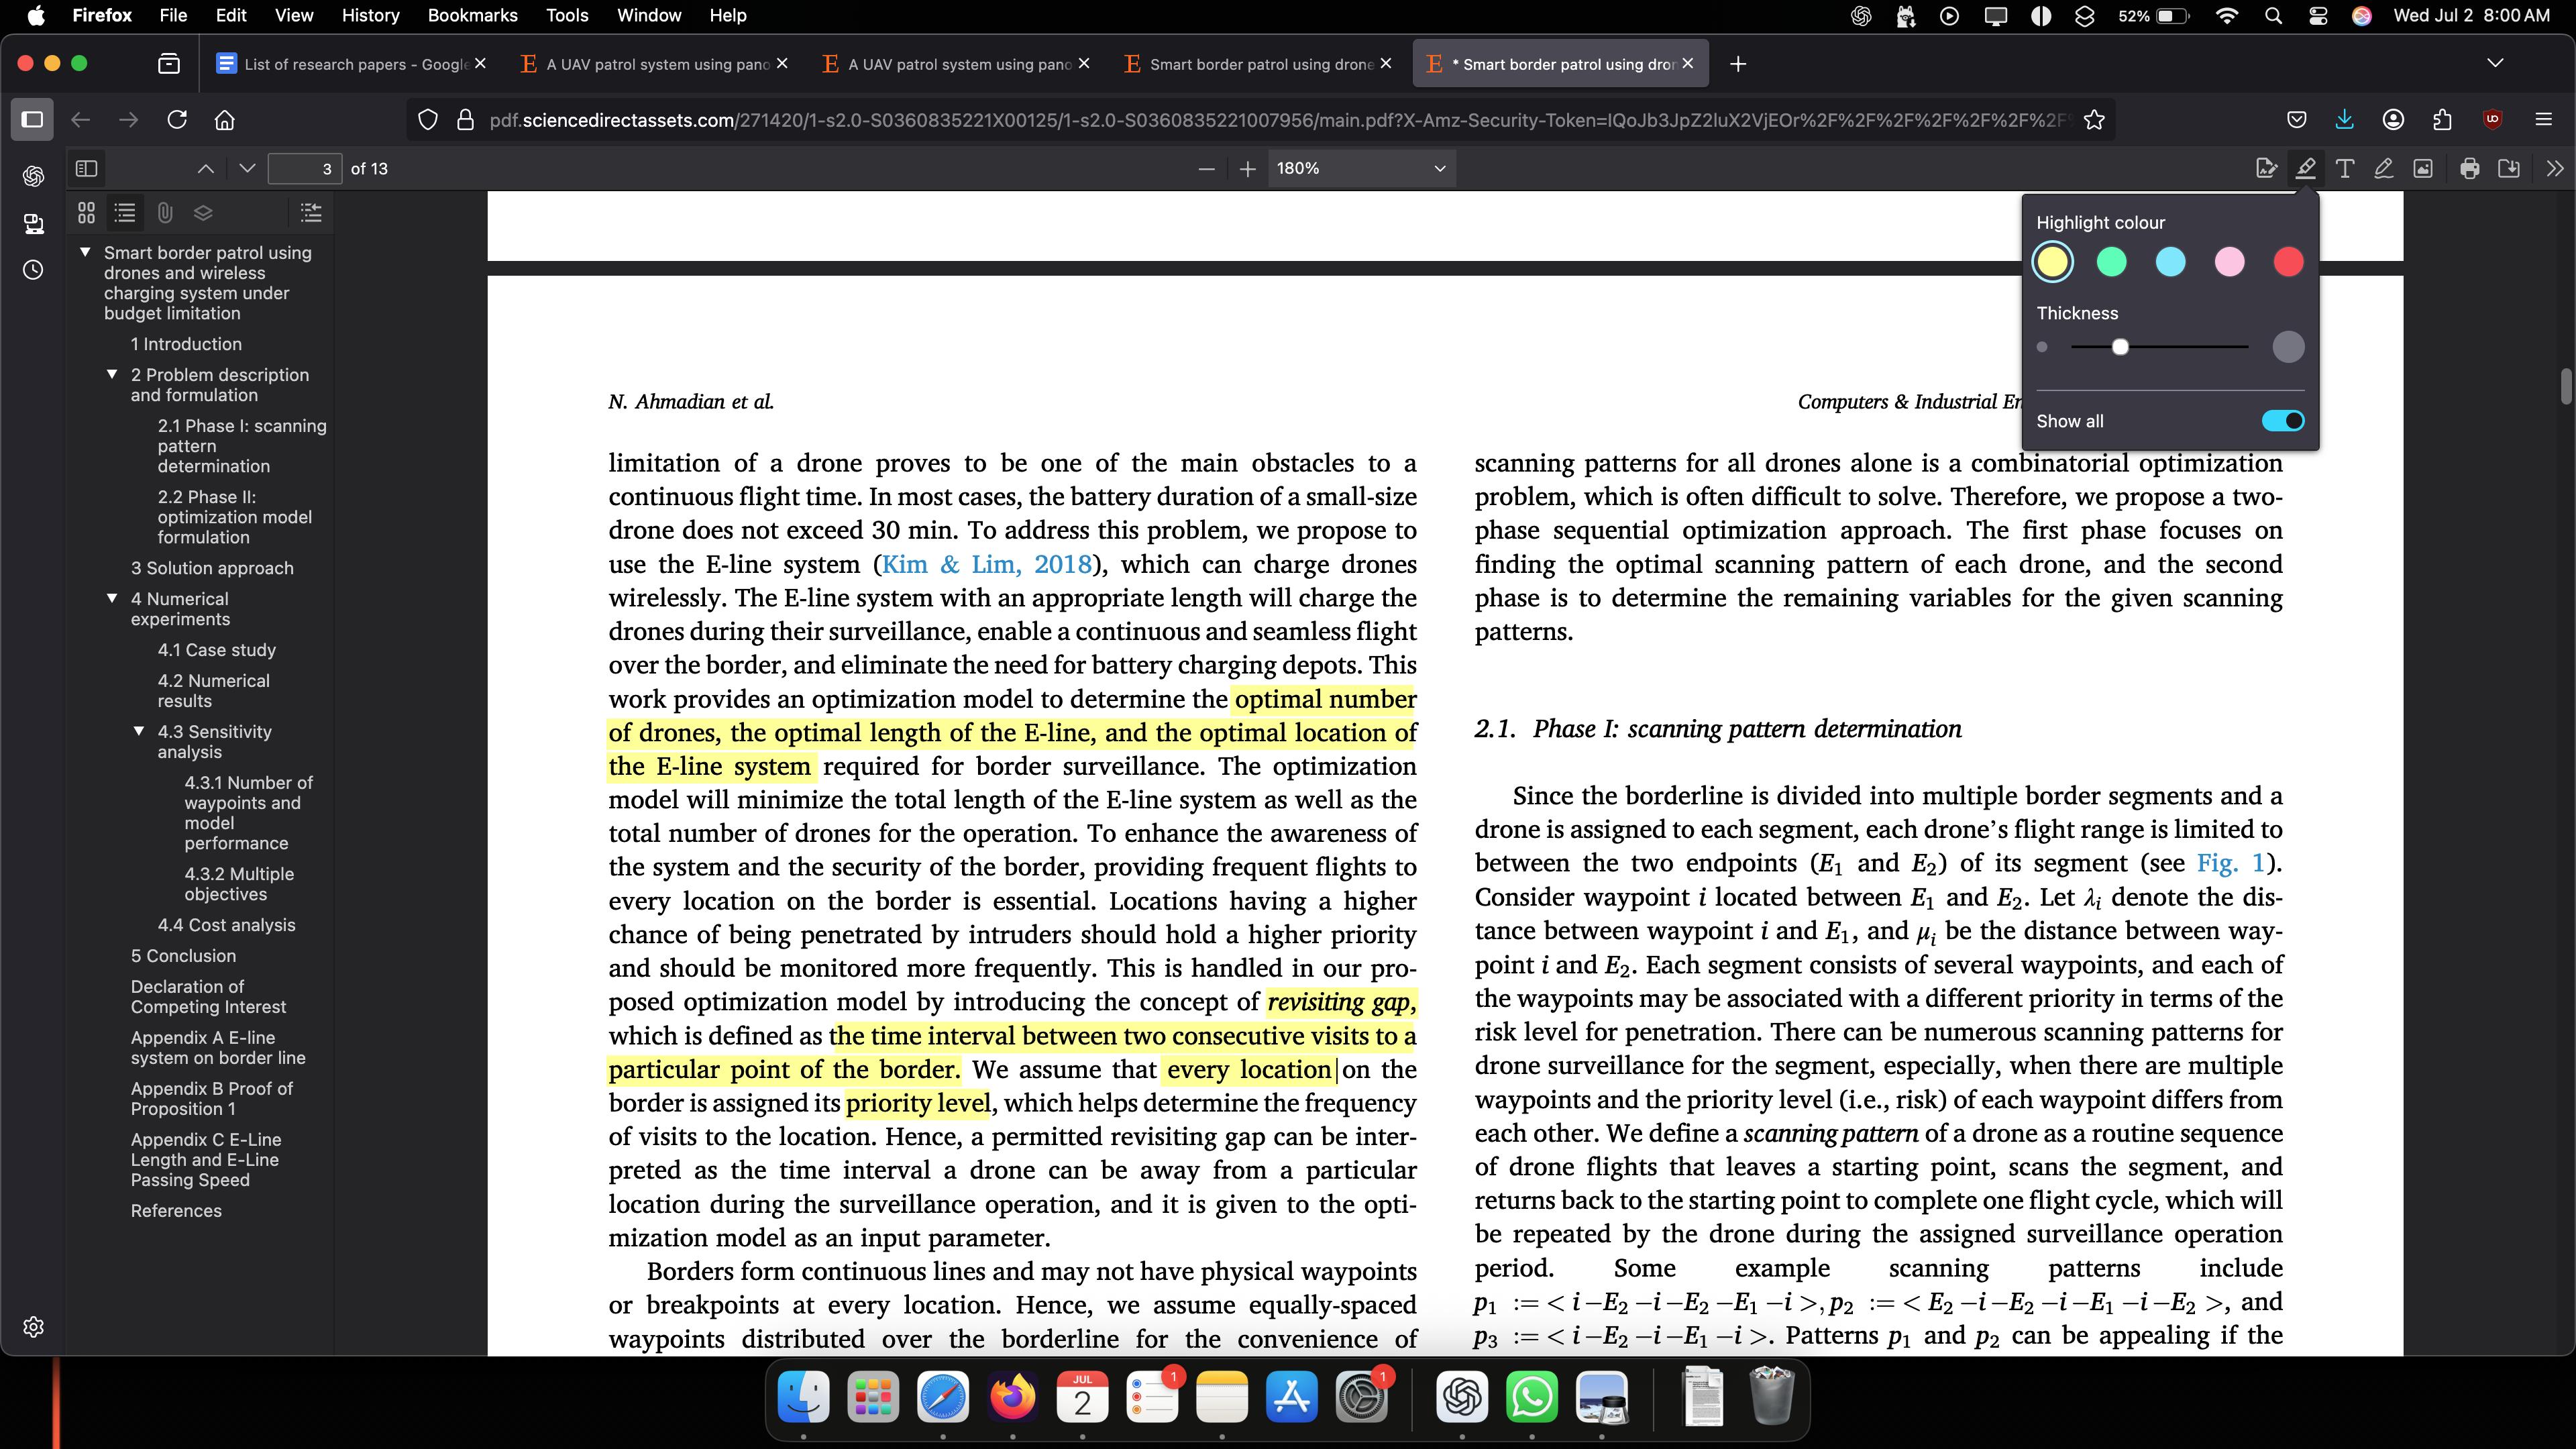 Firefox File Edit View History Bookmarks Tools Window Help 52% Wed Jul 2 8:00 AM
List of research papers - Google
A UAV patrol system using pano
A UAV patrol system using pano
Smart border patrol using drone
* Smart border patrol using dron
pdf.sciencedirectassets.com/271420/1-s2.0-S0360835221X00125/1-s2.0-S0360835221007956/main.pdf?X-Amz-Security-Token=IQoJb3JpZ2luX2VjEOr%2F%2F%2F%2F%2F%2F%2F%2F
3 of 13
180%
Highlight colour
Thickness
Show all
Smart border patrol using
drones and wireless
charging system under
budget limitation
1 Introduction
2 Problem description
and formulation
2.1 Phase I: scanning
pattern
determination
2.2 Phase II:
optimization model
formulation
3 Solution approach
4 Numerical
experiments
4.1 Case study
4.2 Numerical
results
4.3 Sensitivity
analysis
4.3.1 Number of
waypoints and
model
performance
4.3.2 Multiple
objectives
4.4 Cost analysis
5 Conclusion
Declaration of
Competing Interest
Appendix A E-line
system on border line
Appendix B Proof of
Proposition 1
Appendix C E-Line
Length and E-Line
Passing Speed
References
N. Ahmadian et al.
Computers & Industrial En
limitation of a drone proves to be one of the main obstacles to a
continuous flight time. In most cases, the battery duration of a small-size
drone does not exceed 30 min. To address this problem, we propose to
use the E-line system (Kim & Lim, 2018), which can charge drones
wirelessly. The E-line system with an appropriate length will charge the
drones during their surveillance, enable a continuous and seamless flight
over the border, and eliminate the need for battery charging depots. This
work provides an optimization model to determine the optimal number
of drones, the optimal length of the E-line, and the optimal location of
the E-line system required for border surveillance. The optimization
model will minimize the total length of the E-line system as well as the
total number of drones for the operation. To enhance the awareness of
the system and the security of the border, providing frequent flights to
every location on the border is essential. Locations having a higher
chance of being penetrated by intruders should hold a higher priority
and should be monitored more frequently. This is handled in our pro-
posed optimization model by introducing the concept of revisiting gap,
which is defined as the time interval between two consecutive visits to a
particular point of the border. We assume that every location on the
border is assigned its priority level, which helps determine the frequency
of visits to the location. Hence, a permitted revisiting gap can be inter-
preted as the time interval a drone can be away from a particular
location during the surveillance operation, and it is given to the opti-
mization model as an input parameter.
Borders form continuous lines and may not have physical waypoints
or breakpoints at every location. Hence, we assume equally-spaced
waypoints distributed over the borderline for the convenience of
scanning patterns for all drones alone is a combinatorial optimization
problem, which is often difficult to solve. Therefore, we propose a two-
phase sequential optimization approach. The first phase focuses on
finding the optimal scanning pattern of each drone, and the second
phase is to determine the remaining variables for the given scanning
patterns.
2.1. Phase I: scanning pattern determination
Since the borderline is divided into multiple border segments and a
drone is assigned to each segment, each drone's flight range is limited to
between the two endpoints (E₁ and E₂) of its segment (see Fig. 1).
Consider waypoint i located between E₁ and E₂. Let λᵢ denote the dis-
tance between waypoint i and E₁, and μᵢ be the distance between way-
point i and E₂. Each segment consists of several waypoints, and each of
the waypoints may be associated with a different priority in terms of the
risk level for penetration. There can be numerous scanning patterns for
drone surveillance for the segment, especially, when there are multiple
waypoints and the priority level (i.e., risk) of each waypoint differs from
each other. We define a scanning pattern of a drone as a routine sequence
of drone flights that leaves a starting point, scans the segment, and
returns back to the starting point to complete one flight cycle, which will
be repeated by the drone during the assigned surveillance operation
period. Some example scanning patterns include
p₁ := < i − E₂ − i − E₂ − E₁ − i >, p₂ := < E₂ − i − E₂ − i − E₁ − i − E₂ >, and
p₃ := < i − E₂ − i − E₁ − i >. Patterns p₁ and p₂ can be appealing if the
JUL
2
1
1